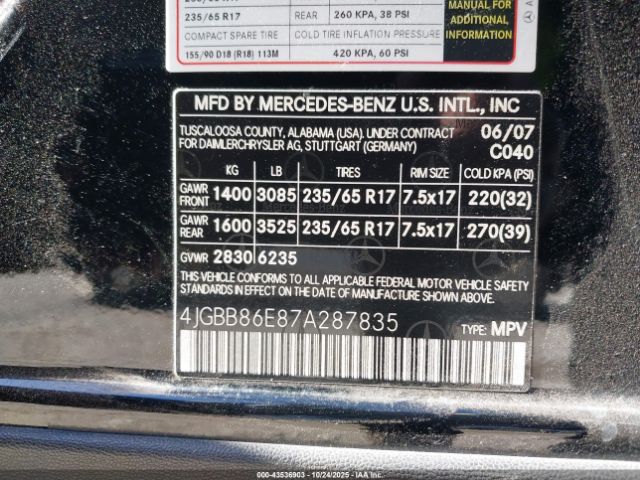 235/65 R17 REAR 260 KPA, 38 PSI
COMPACT SPARE TIRE COLD TIRE INFLATION PRESSURE
155/90 D18 (R18) 113M 420 KPA, 60 PSI
MANUAL FOR
ADDITIONAL
INFORMATION
MFD BY MERCEDES-BENZ U.S. INTL., INC
TUSCALOOSA COUNTY, ALABAMA (USA). UNDER CONTRACT 06/07
FOR DAIMLERCHRYSLER AG, STUTTGART (GERMANY) C040
KG LB TIRES RIM SIZE COLD KPA (PSI)
GAWR FRONT 1400 3085 235/65 R17 7.5x17 220(32)
GAWR REAR 1600 3525 235/65 R17 7.5x17 270(39)
GVWR 2830 6235
THIS VEHICLE CONFORMS TO ALL APPLICABLE FEDERAL MOTOR VEHICLE SAFETY
STANDARDS IN EFFECT ON THE DATE OF MANUFACTURE SHOWN ABOVE.
4JGBB86E87A287835 TYPE: MPV
000-43536903 - 10/24/2025 - IAAI.COM